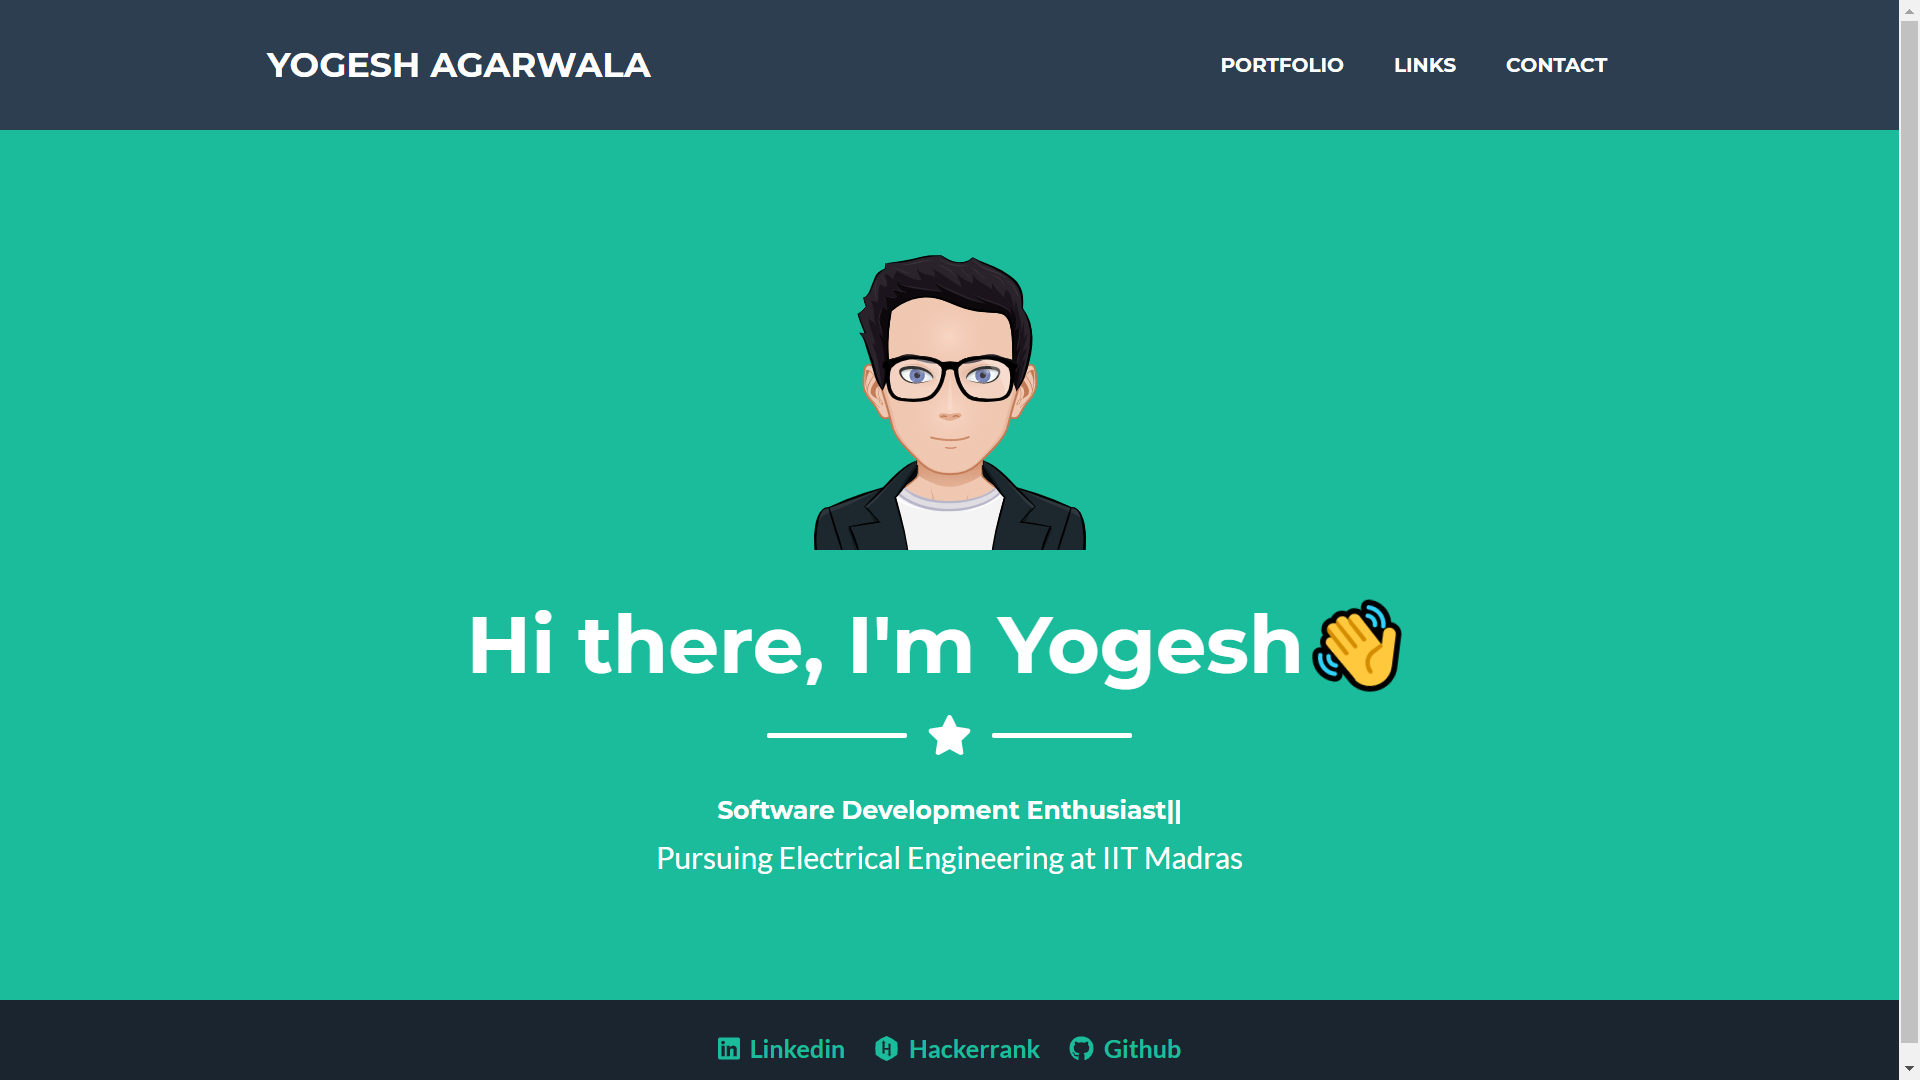 YOGESH AGARWALA
PORTFOLIO LINKS CONTACT
Hi there, I'm Yogesh
Software Development Enthusiast||
Pursuing Electrical Engineering at IIT Madras
Linkedin Hackerrank Github